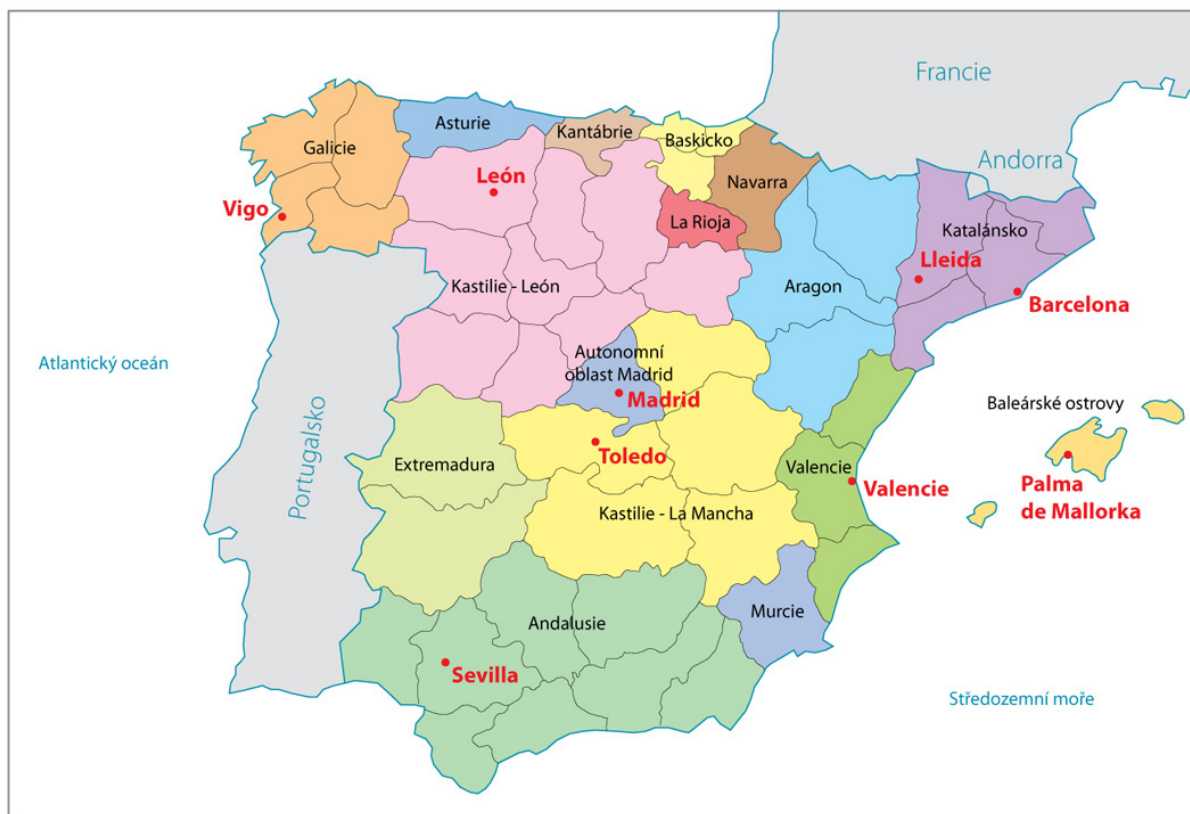 Francie
Andorra
Asturie
Kantábrie
Baskicko
Galicie
Navarra
León
Vigo
La Rioja
Katalánsko
Lleida
Kastilie - León
Aragon
Barcelona
Atlantický oceán
Autonomní
oblast Madrid
Madrid
Baleárské ostrovy
Portugalsko
Toledo
Extremadura
Valencie
Valencie
Palma
de Mallorka
Kastilie - La Mancha
Murcie
Andalusie
Sevilla
Středozemní moře